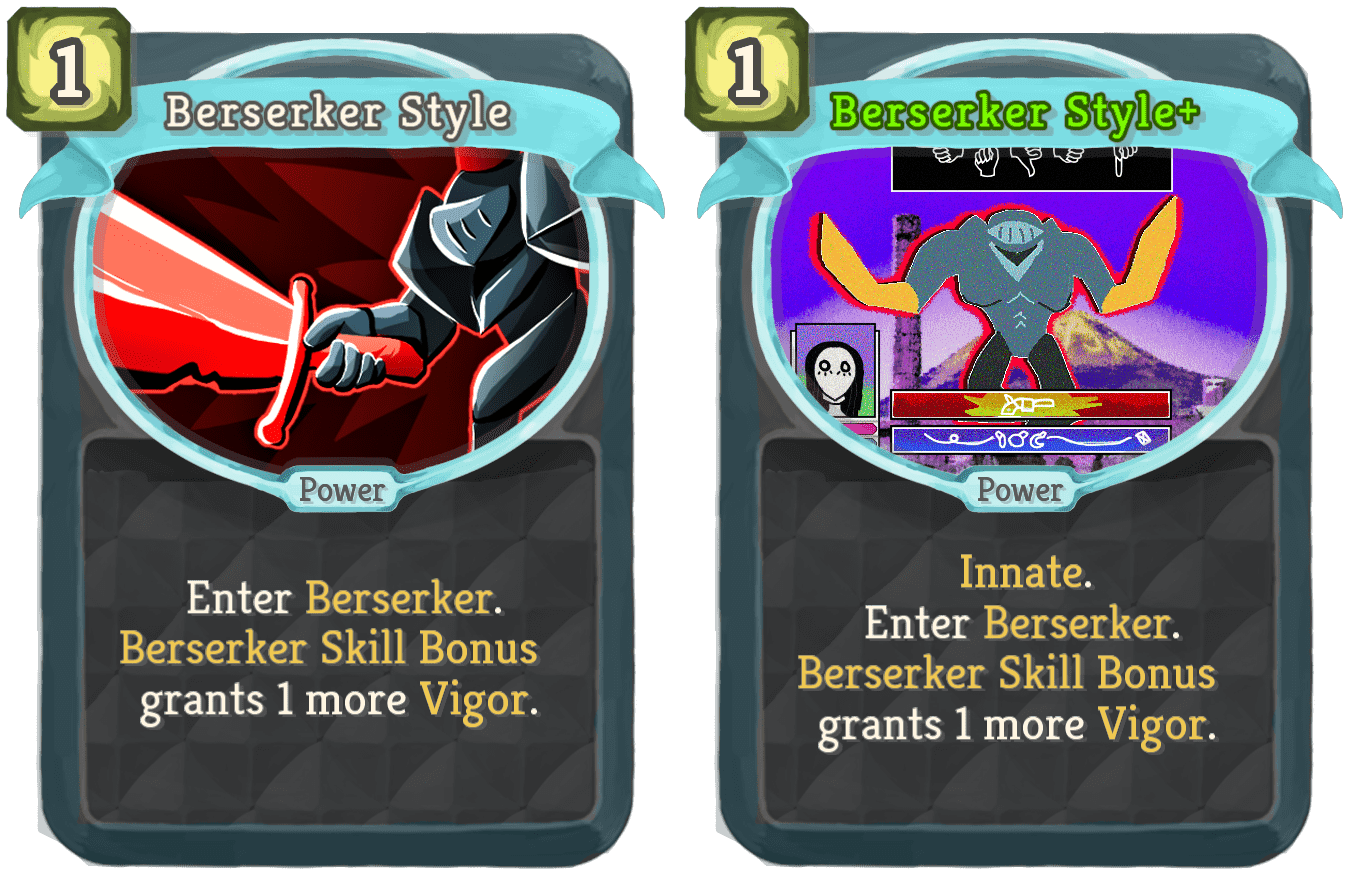 1
Berserker Style
Power
Enter Berserker.
Berserker Skill Bonus
grants 1 more Vigor.
1
Berserker Style+
Power
Innate.
Enter Berserker.
Berserker Skill Bonus
grants 1 more Vigor.